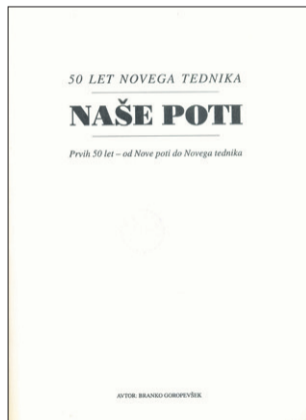 50 LET NOVEGA TEDNIKA
NAŠE POTI
Prvih 50 let – od Nove poti do Novega tednika
AVTOR: BRANKO GOROPEVŠEK